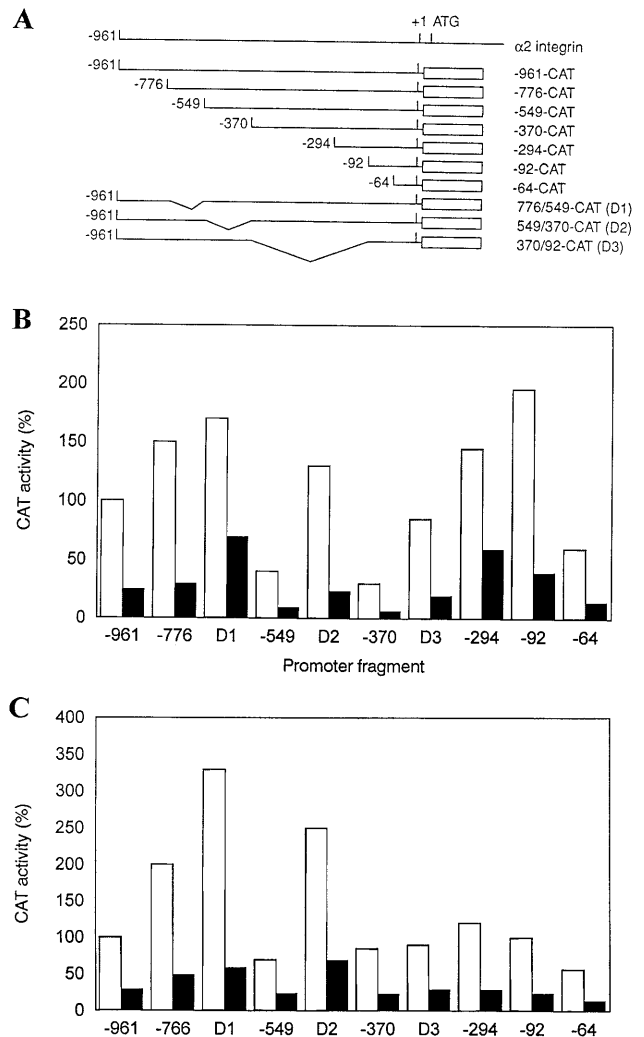 A
+1 ATG
-961
α2 integrin
-961 -961-CAT
-776 -776-CAT
-549 -549-CAT
-370 -370-CAT
-294 -294-CAT
-92 -92-CAT
-64 -64-CAT
-961 776/549-CAT (D1)
-961 549/370-CAT (D2)
-961 370/92-CAT (D3)
B
250
200
150
100
50
0
CAT activity (%)
-961 -776 D1 -549 D2 -370 D3 -294 -92 -64
Promoter fragment
C
400
350
300
250
200
150
100
50
0
CAT activity (%)
-961 -766 D1 -549 D2 -370 D3 -294 -92 -64